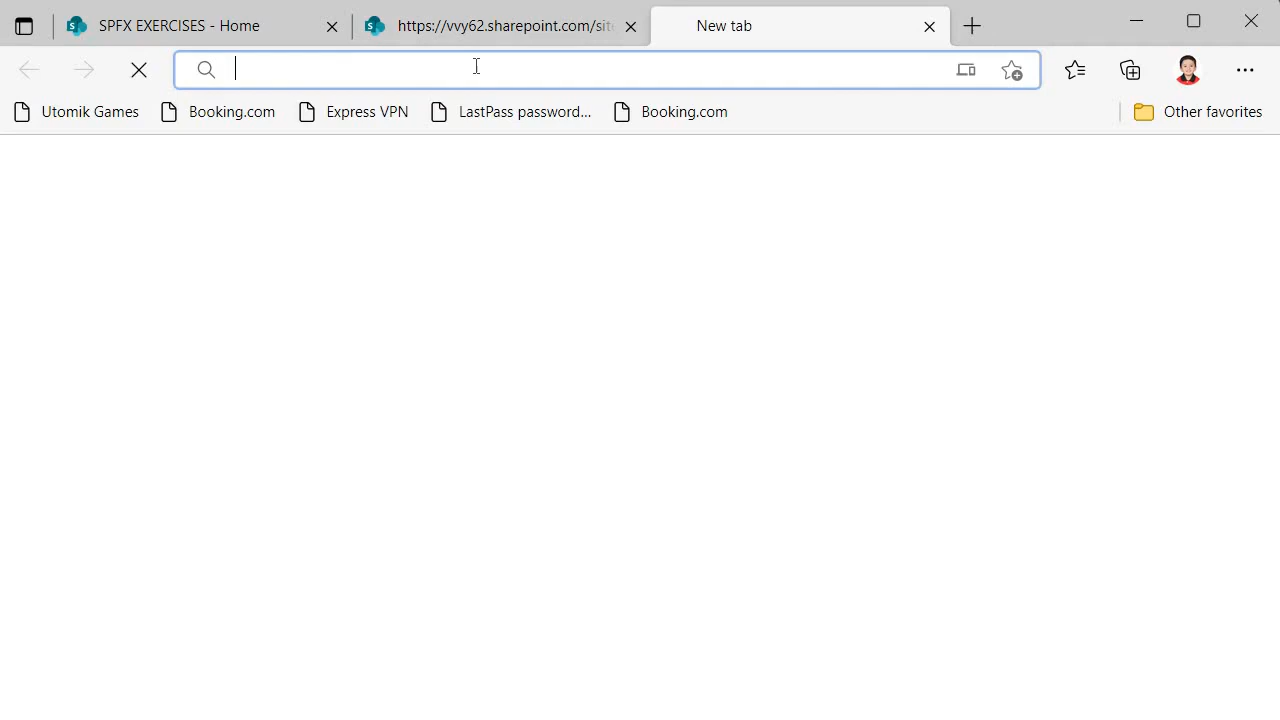 SPFX EXERCISES - Home
https://vvy62.sharepoint.com/sit
New tab
Utomik Games
Booking.com
Express VPN
LastPass password...
Booking.com
Other favorites